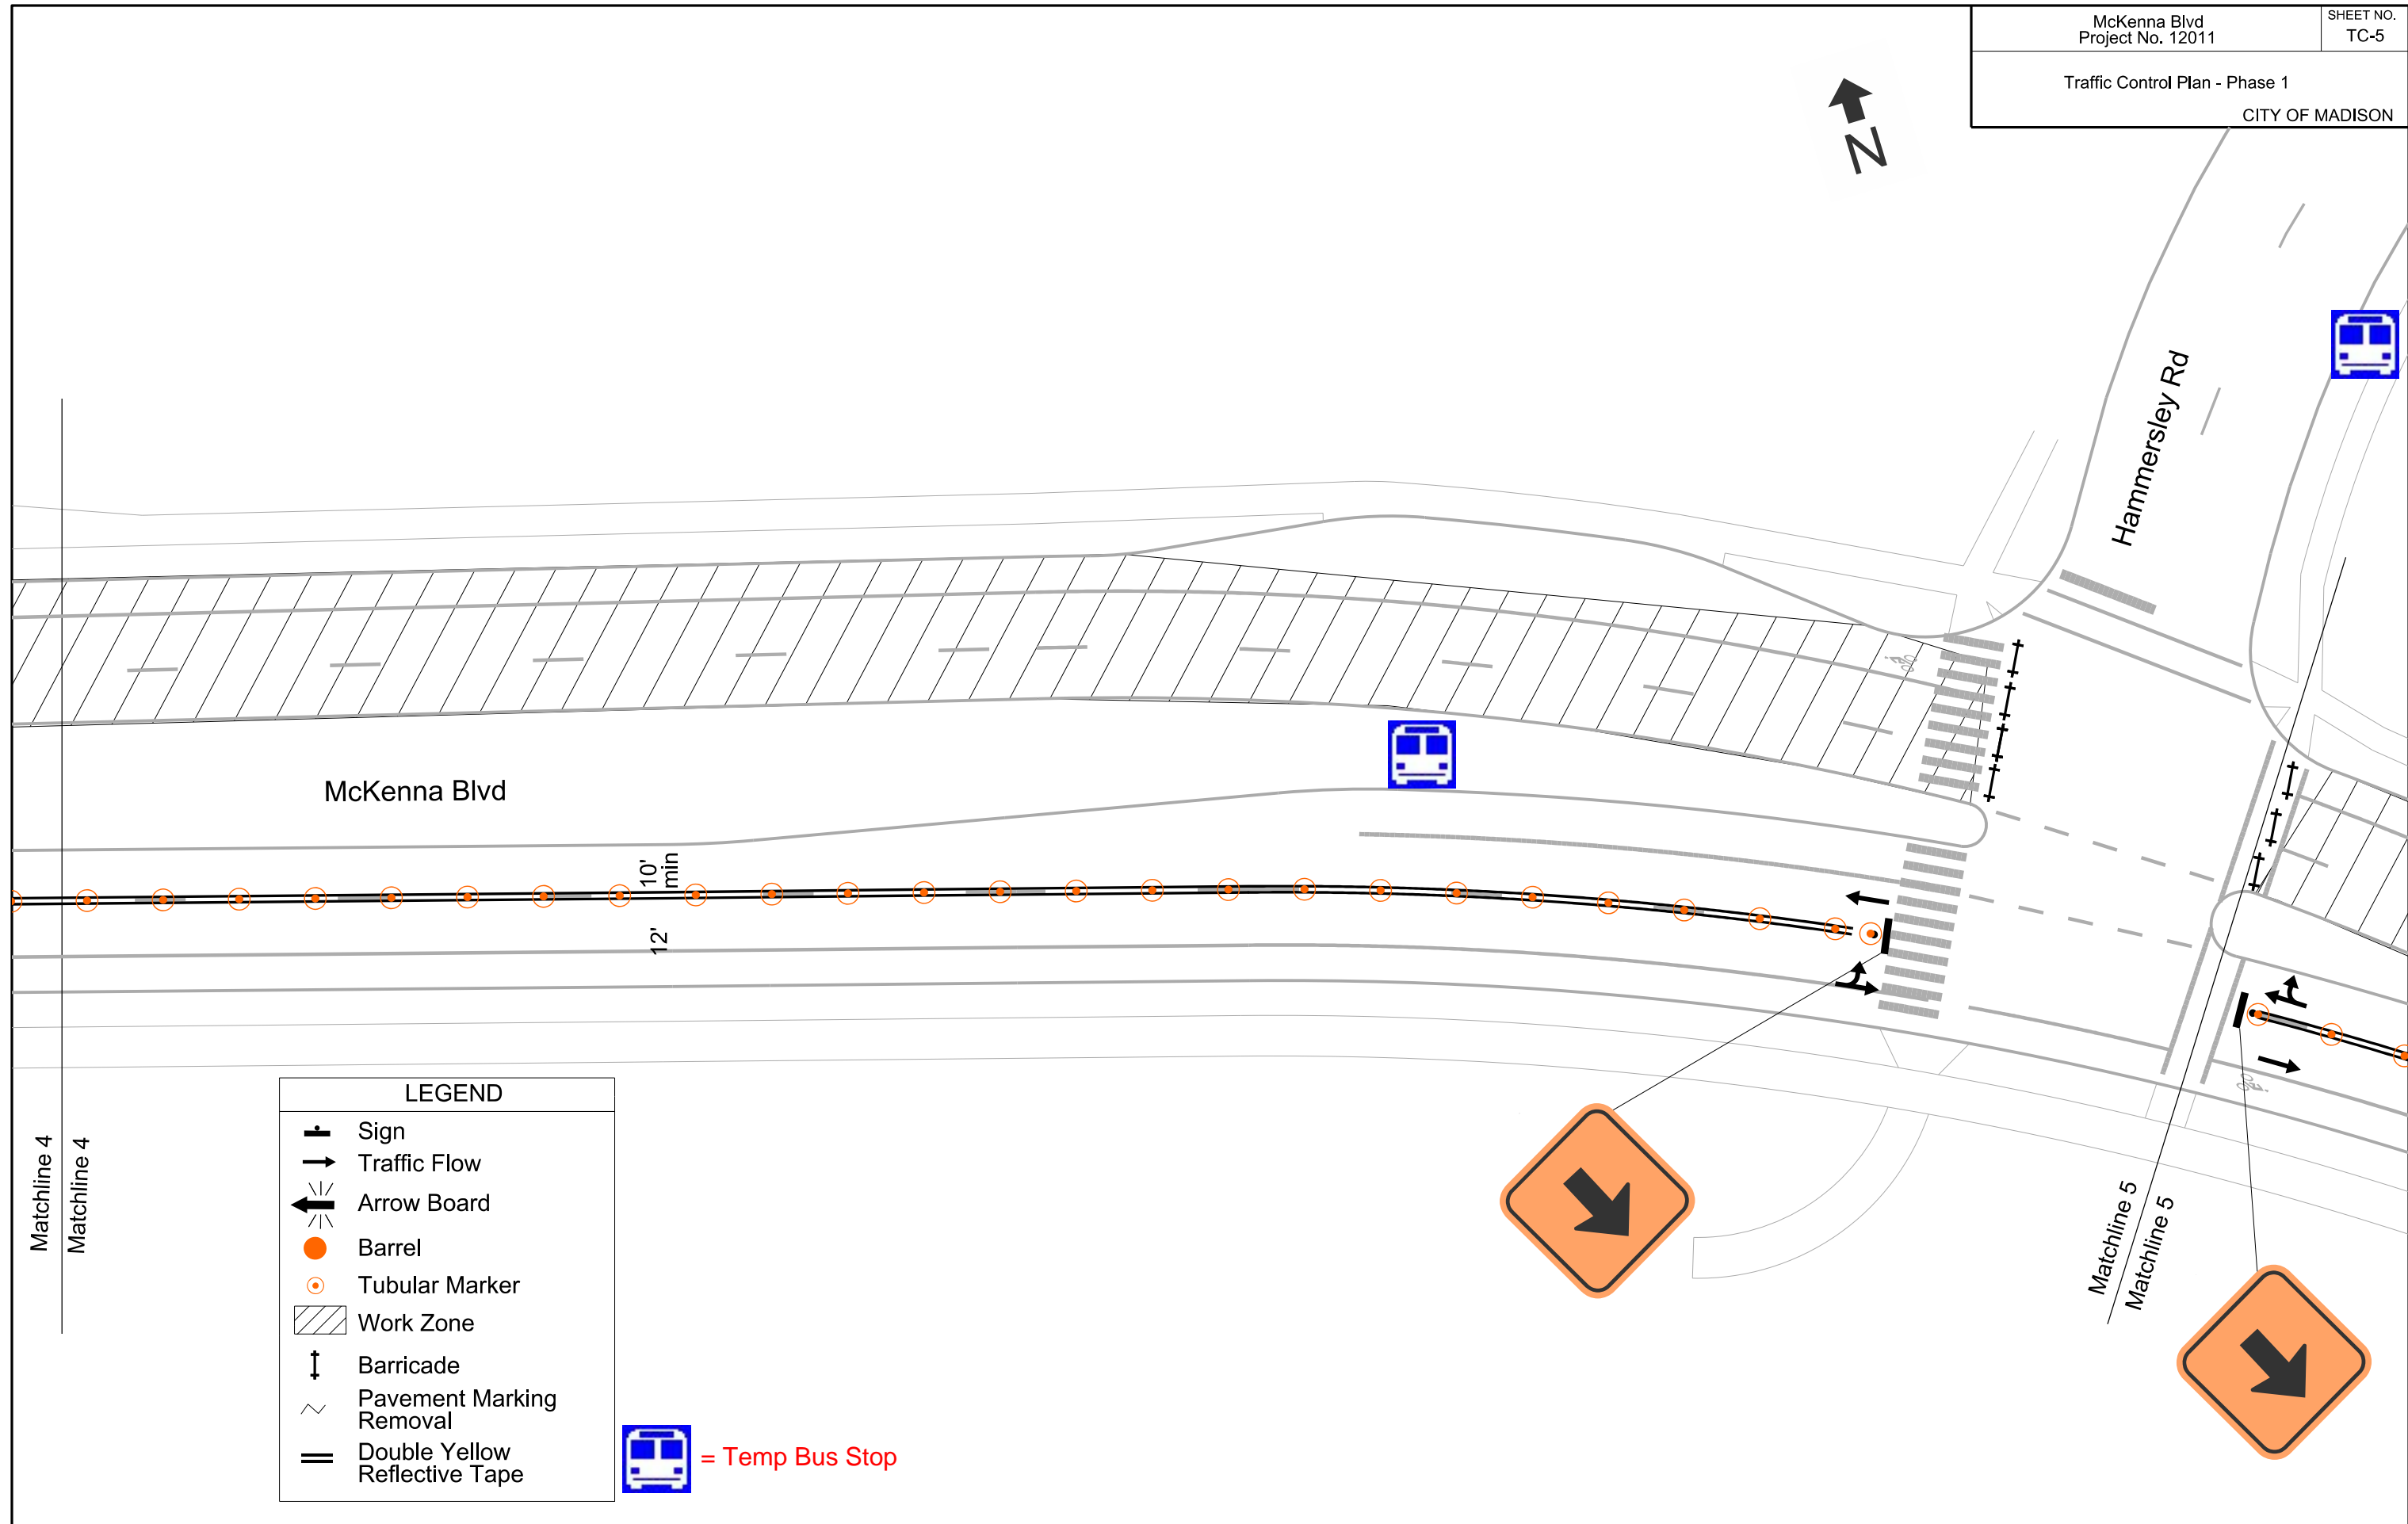 McKenna Blvd
Project No. 12011
SHEET NO.
TC-5
Traffic Control Plan - Phase 1
CITY OF MADISON
N
Hammersley Rd
McKenna Blvd
10'
min
12'
Matchline 4
Matchline 4
LEGEND
Sign
Traffic Flow
Arrow Board
Barrel
Tubular Marker
Work Zone
Barricade
Pavement Marking
Removal
Double Yellow
Reflective Tape
= Temp Bus Stop
Matchline 5
Matchline 5